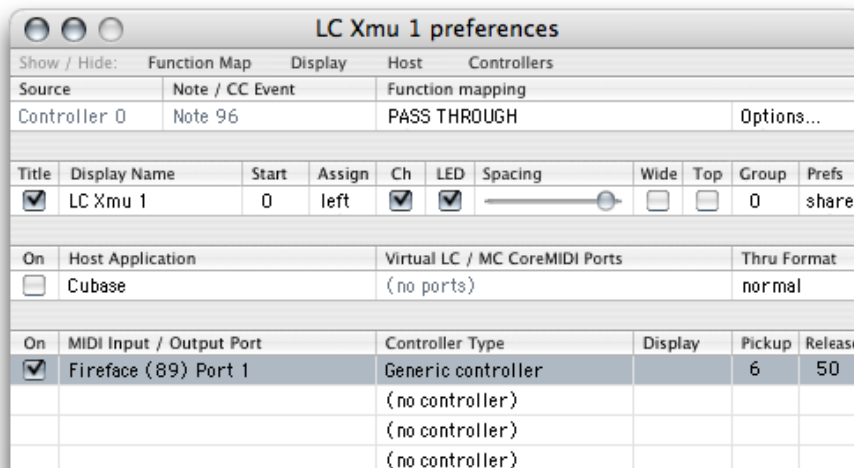 LC Xmu 1 preferences
Show / Hide: Function Map Display Host Controllers
Source Note / CC Event Function mapping
Controller 0 Note 96 PASS THROUGH Options...
Title Display Name Start Assign Ch LED Spacing Wide Top Group Prefs
LC Xmu 1 0 left 0 share
On Host Application Virtual LC / MC CoreMIDI Ports Thru Format
Cubase (no ports) normal
On MIDI Input / Output Port Controller Type Display Pickup Release
Fireface (89) Port 1 Generic controller 6 50
(no controller)
(no controller)
(no controller)